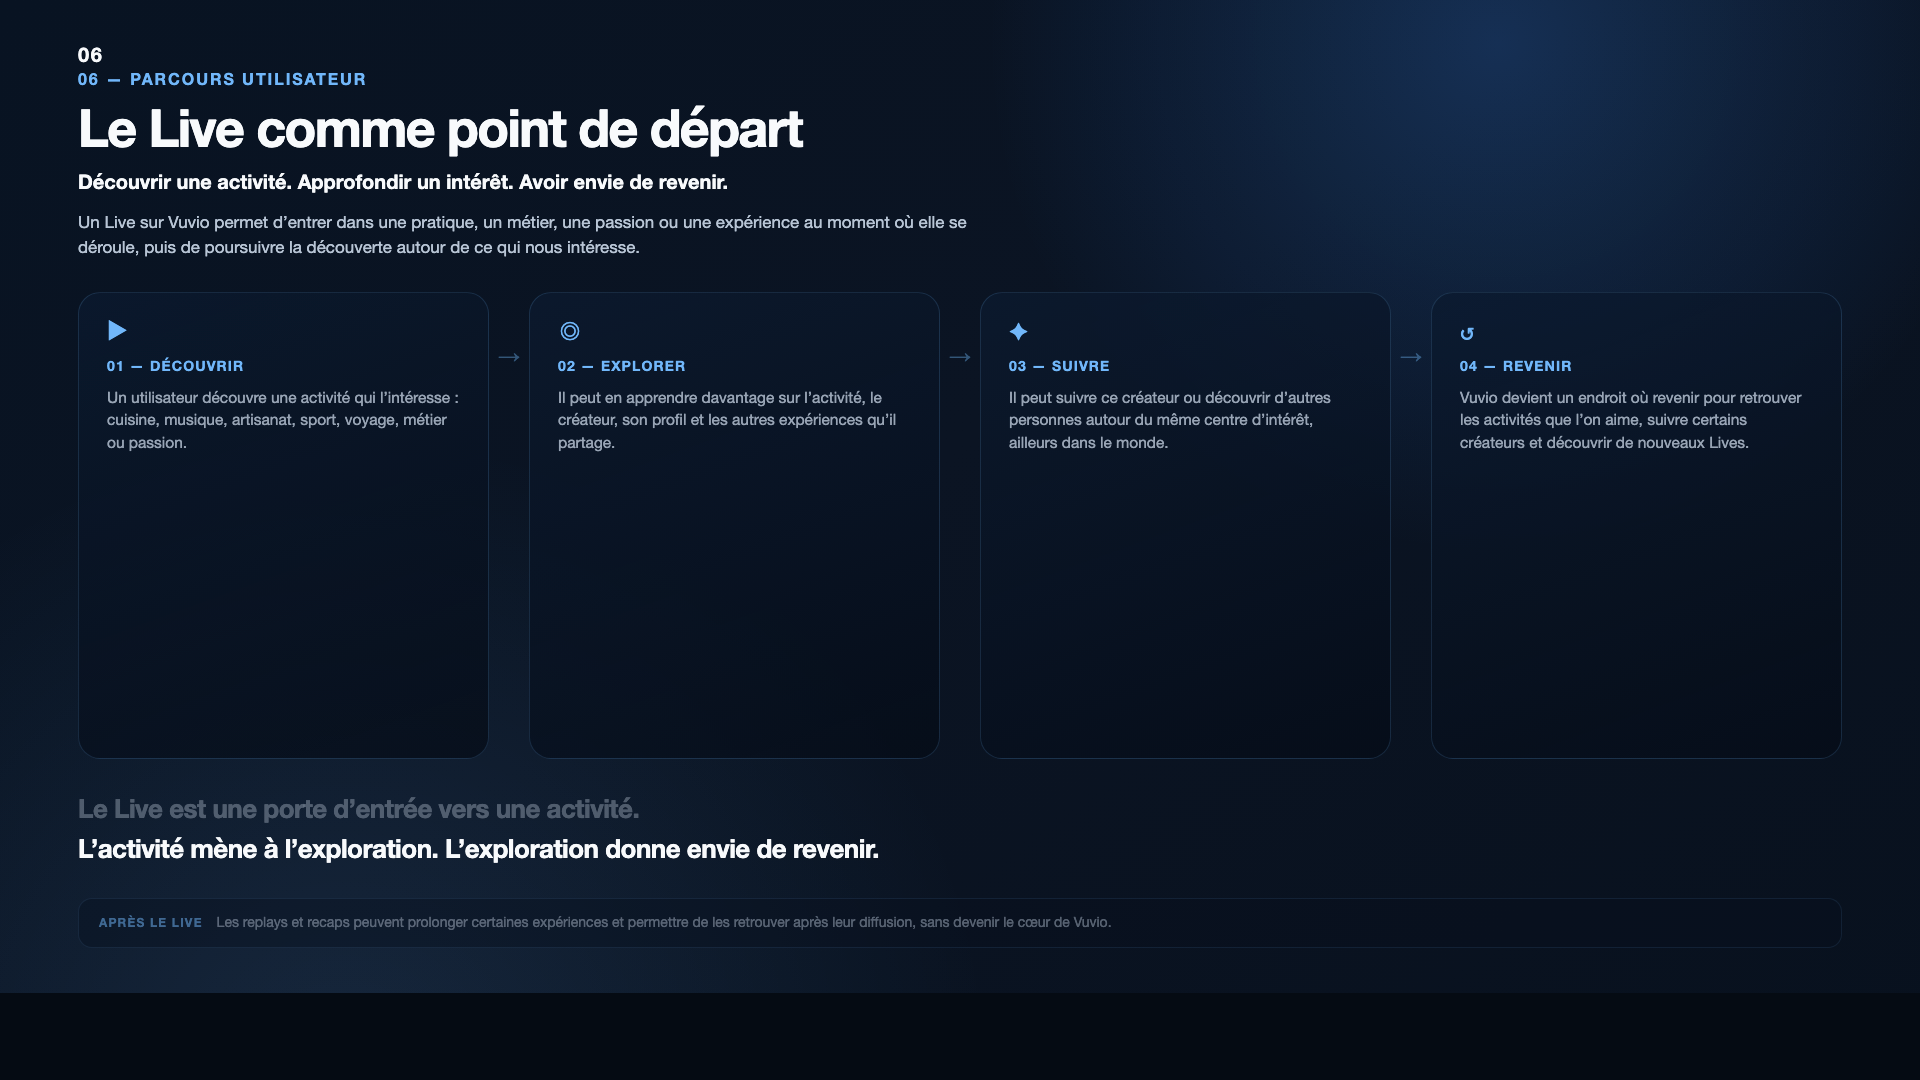 06
06 — PARCOURS UTILISATEUR
Le Live comme point de départ
Découvrir une activité. Approfondir un intérêt. Avoir envie de revenir.
Un Live sur Vuvio permet d’entrer dans une pratique, un métier, une passion ou une expérience au moment où elle se
déroule, puis de poursuivre la découverte autour de ce qui nous intéresse.
01 — DÉCOUVRIR
Un utilisateur découvre une activité qui l’intéresse :
cuisine, musique, artisanat, sport, voyage, métier
ou passion.
→
02 — EXPLORER
Il peut en apprendre davantage sur l’activité, le
créateur, son profil et les autres expériences qu’il
partage.
→
03 — SUIVRE
Il peut suivre ce créateur ou découvrir d’autres
personnes autour du même centre d’intérêt,
ailleurs dans le monde.
→
04 — REVENIR
Vuvio devient un endroit où revenir pour retrouver
les activités que l’on aime, suivre certains
créateurs et découvrir de nouveaux Lives.
Le Live est une porte d’entrée vers une activité.
L’activité mène à l’exploration. L’exploration donne envie de revenir.
APRÈS LE LIVE Les replays et recaps peuvent prolonger certaines expériences et permettre de les retrouver après leur diffusion, sans devenir le cœur de Vuvio.